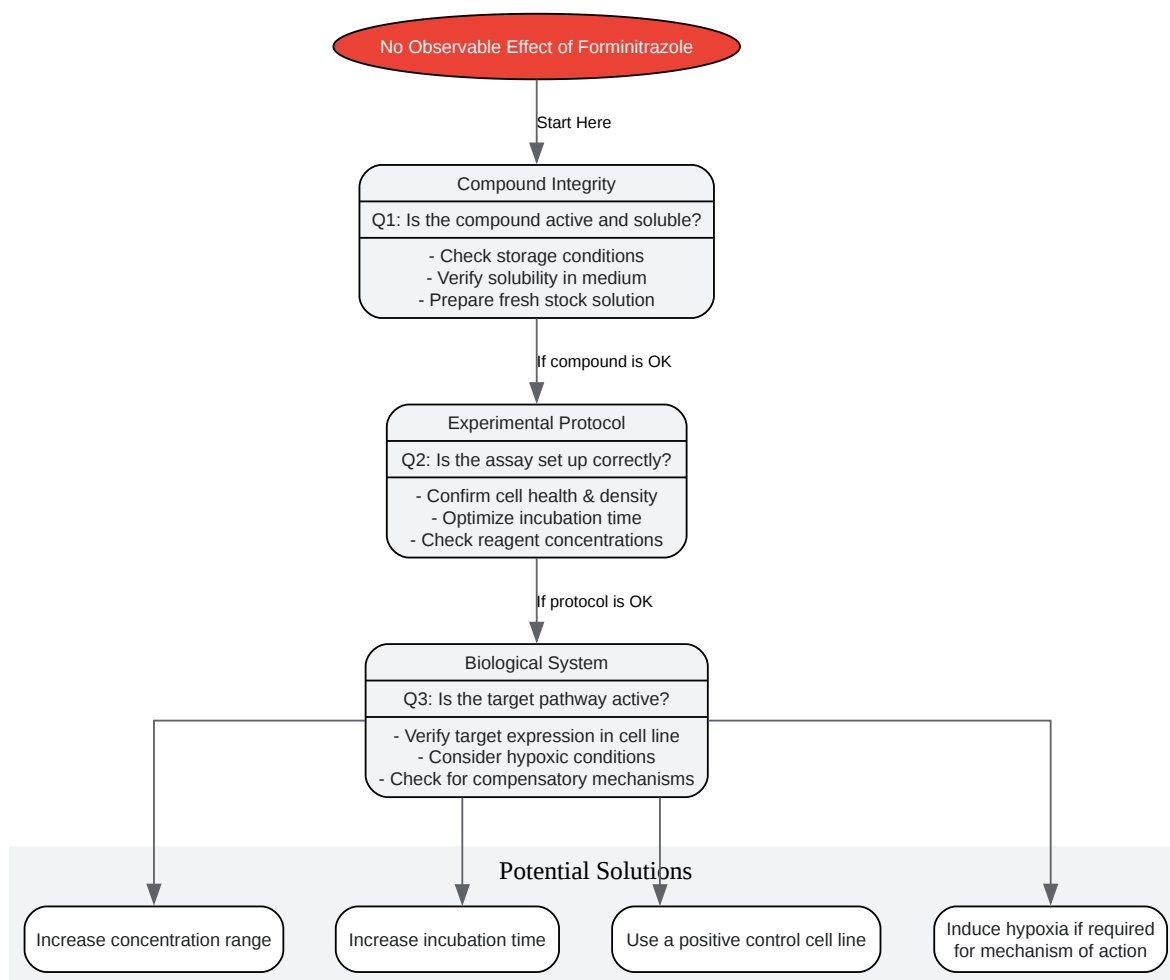 No Observable Effect of Forminitrazole
Start Here
Compound Integrity
Q1: Is the compound active and soluble?
- Check storage conditions
- Verify solubility in medium
- Prepare fresh stock solution
If compound is OK
Experimental Protocol
Q2: Is the assay set up correctly?
- Confirm cell health & density
- Optimize incubation time
- Check reagent concentrations
If protocol is OK
Biological System
Q3: Is the target pathway active?
- Verify target expression in cell line
- Consider hypoxic conditions
- Check for compensatory mechanisms
Potential Solutions
Increase concentration range
Increase incubation time
Use a positive control cell line
Induce hypoxia if required
for mechanism of action